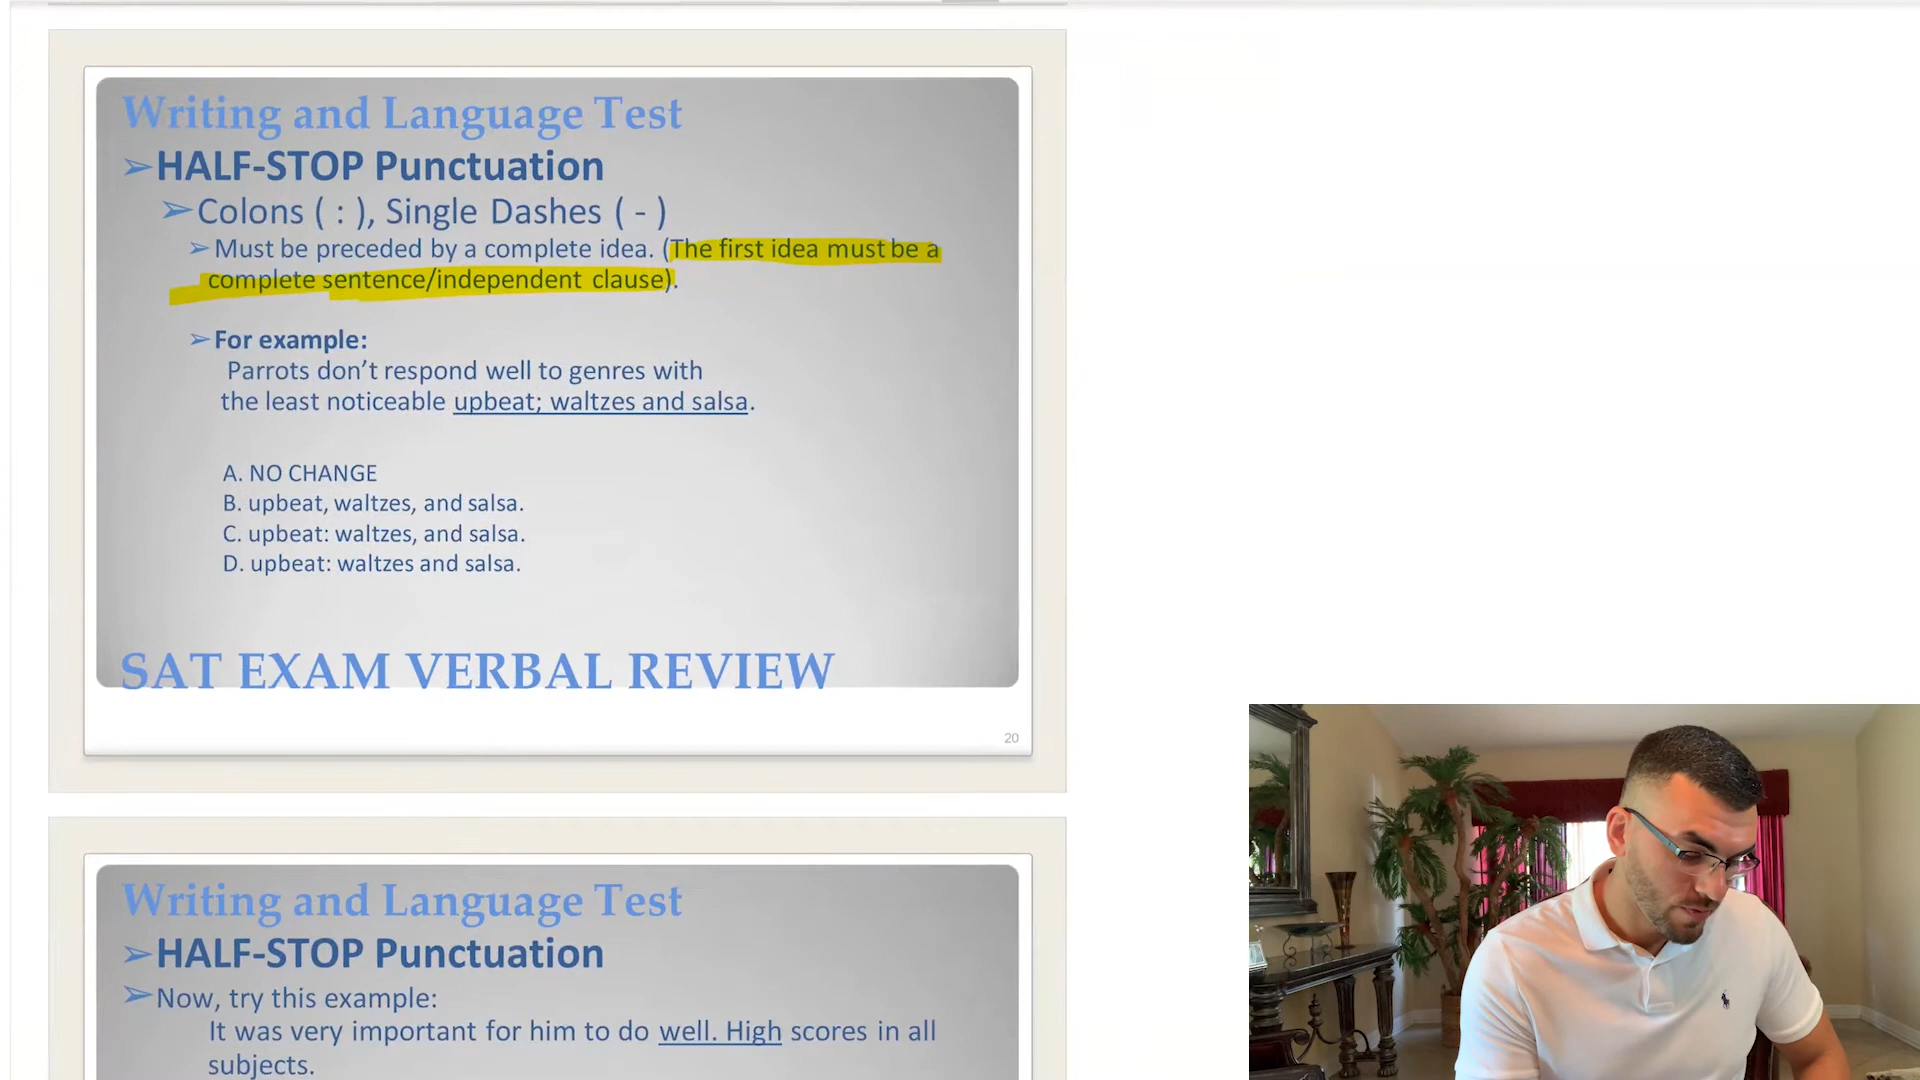 Writing and Language Test
➢HALF-STOP Punctuation
➢Colons ( : ), Single Dashes ( - )
➢Must be preceded by a complete idea. (The first idea must be a
complete sentence/independent clause).
➢For example:
Parrots don’t respond well to genres with
the least noticeable upbeat; waltzes and salsa.
A. NO CHANGE
B. upbeat, waltzes, and salsa.
C. upbeat: waltzes, and salsa.
D. upbeat: waltzes and salsa.
SAT EXAM VERBAL REVIEW
20
Writing and Language Test
➢HALF-STOP Punctuation
➢Now, try this example:
It was very important for him to do well. High scores in all
subjects.